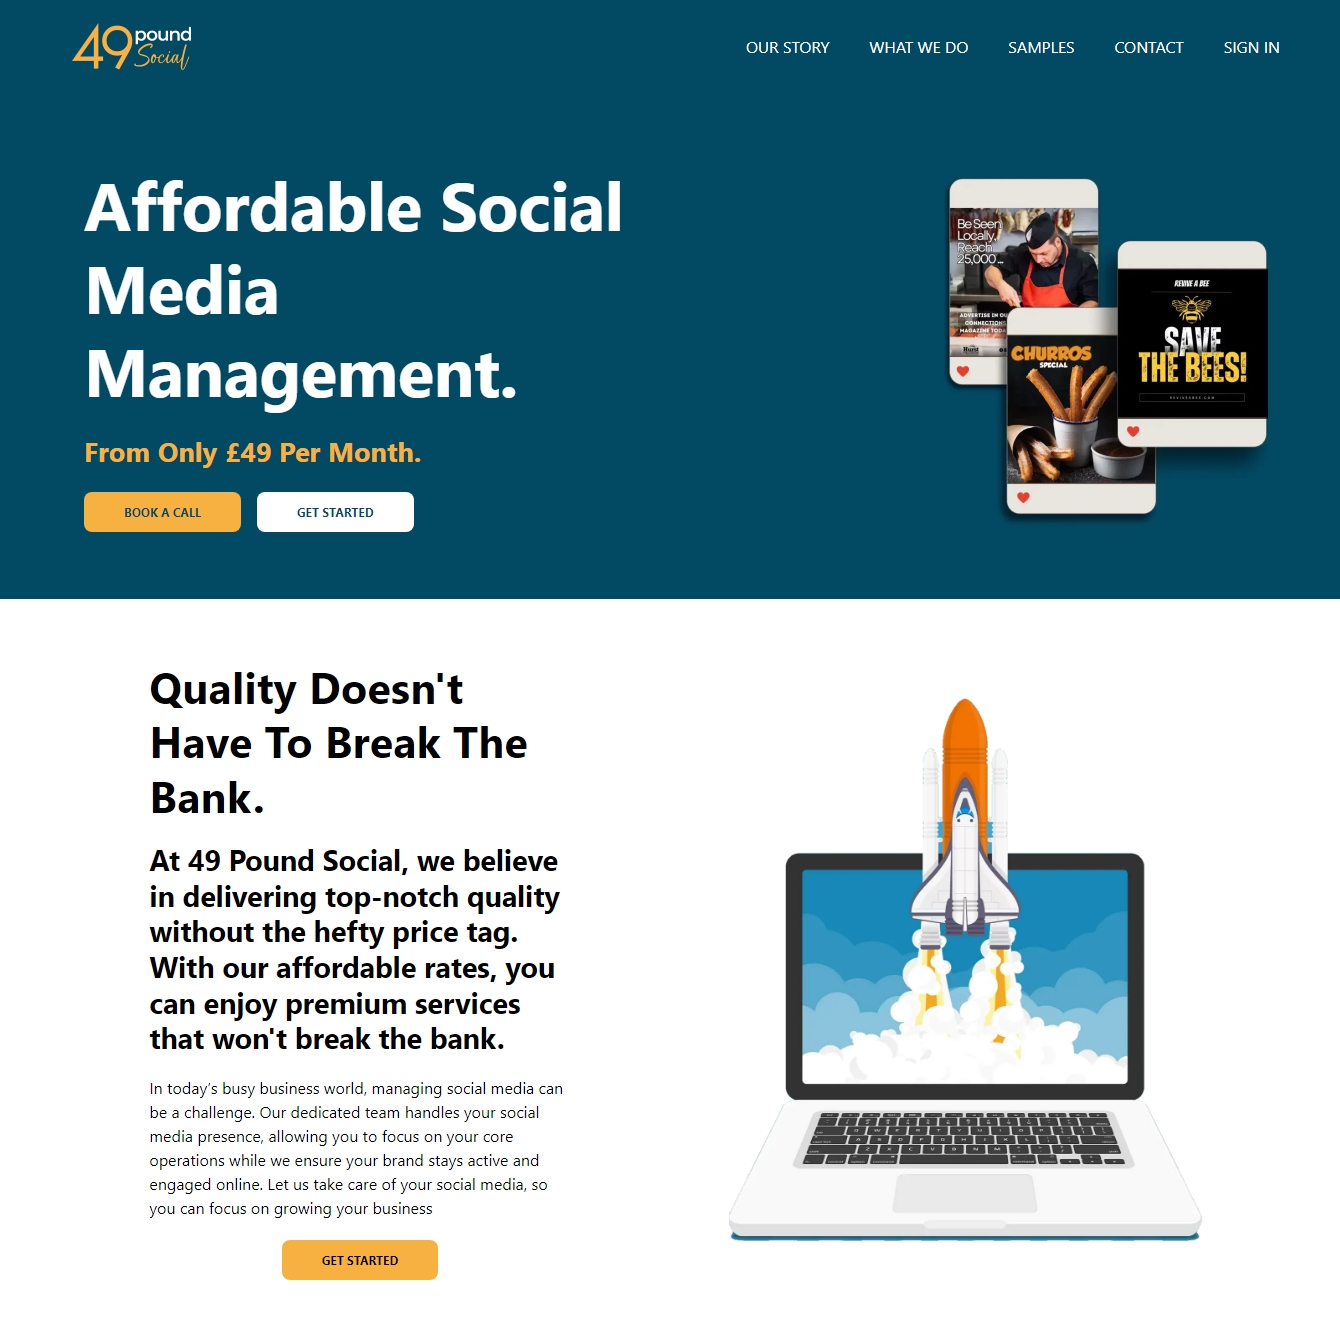 49 pound
Social
OUR STORY WHAT WE DO SAMPLES CONTACT SIGN IN
Affordable Social
Media
Management.
From Only £49 Per Month.
BOOK A CALL GET STARTED
Be Seen
Locally,
Reach
25,000 ...
ADVERTISE IN OU
CONNECTIONS
MAGAZINE TODA
CHURROS
SPECIAL
REVIVE A BEE
SAVE
THE BEES!
REVIVEABEE.COM
Quality Doesn't
Have To Break The
Bank.
At 49 Pound Social, we believe
in delivering top-notch quality
without the hefty price tag.
With our affordable rates, you
can enjoy premium services
that won't break the bank.
In today’s busy business world, managing social media can
be a challenge. Our dedicated team handles your social
media presence, allowing you to focus on your core
operations while we ensure your brand stays active and
engaged online. Let us take care of your social media, so
you can focus on growing your business
GET STARTED